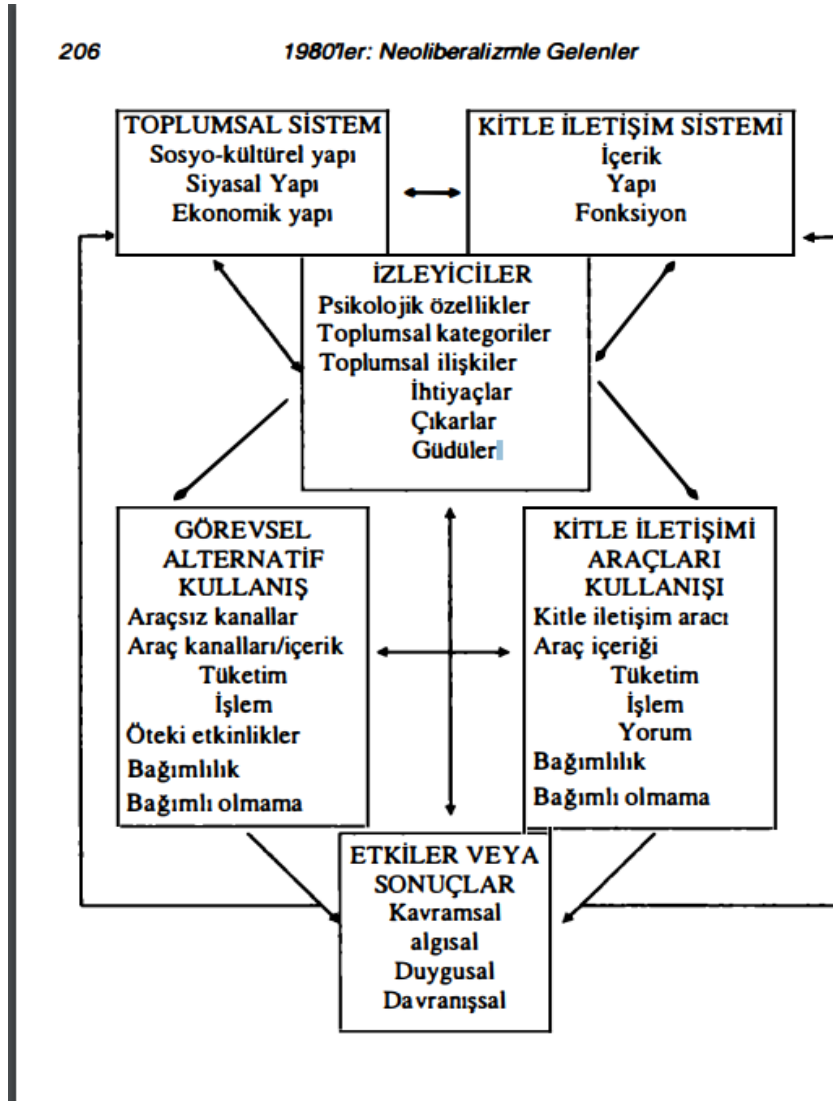 206
1980'ler: Neoliberalizmle Gelenler
TOPLUMSAL SİSTEM
Sosyo-kültürel yapı
Siyasal Yapı
Ekonomik yapı
KİTLE İLETİŞİM SİSTEMİ
İçerik
Yapı
Fonksiyon
İZLEYİCİLER
Psikolojik özellikler
Toplumsal kategoriler
Toplumsal ilişkiler
İhtiyaçlar
Çıkarlar
Güdüler
GÖREVSEL
ALTERNATİF
KULLANIŞ
Araçsız kanallar
Araç kanalları/içerik
Tüketim
İşlem
Öteki etkinlikler
Bağımlılık
Bağımlı olmama
KİTLE İLETİŞİMİ
ARAÇLARI
KULLANIŞI
Kitle iletişim aracı
Araç içeriği
Tüketim
İşlem
Yorum
Bağımlılık
Bağımlı olmama
ETKİLER VEYA
SONUÇLAR
Kavramsal
algısal
Duygusal
Davranışsal